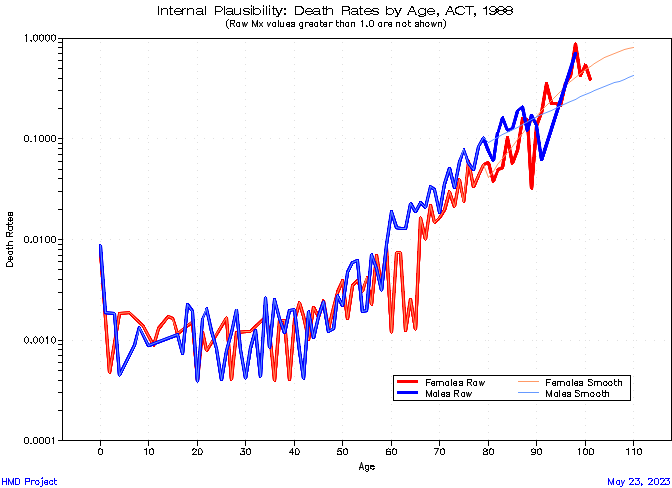 Internal Plausibility: Death Rates by Age, ACT, 1988
(Raw Mx values greater than 1.0 are not shown)
1.0000
0.1000
0.0100
0.0010
0.0001
Death Rates
0 10 20 30 40 50 60 70 80 90 100 110
Age
Females Raw Females Smooth
Males Raw Males Smooth
HMD Project May 23, 2023